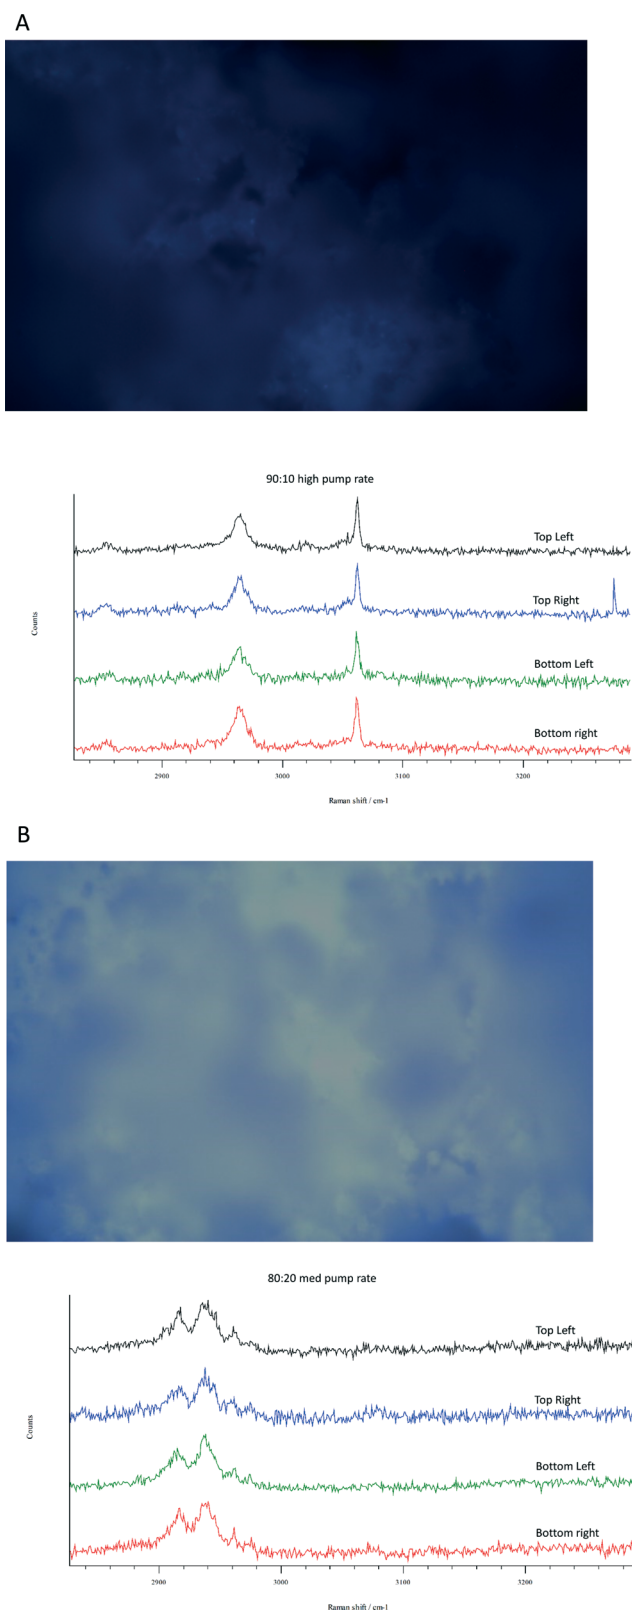 A
90:10 high pump rate
Top Left
Top Right
Counts
Bottom Left
Bottom right
2900 3000 3100 3200
Raman shift / cm-1
B
80:20 med pump rate
Top Left
Top Right
Counts
Bottom Left
Bottom right
2900 3000 3100 3200
Raman shift / cm-1